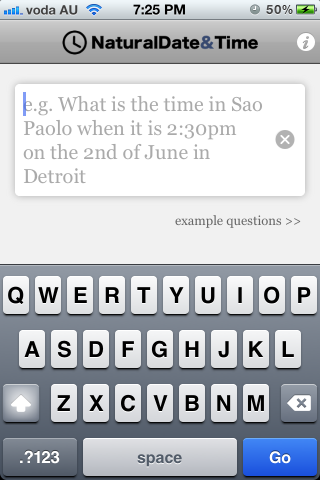 voda AU 7:25 PM 50%
NaturalDate&Time i
e.g. What is the time in Sao
Paolo when it is 2:30pm
on the 2nd of June in
Detroit
example questions >>
Q W E R T Y U I O P
A S D F G H J K L
Z X C V B N M
.?123 space Go